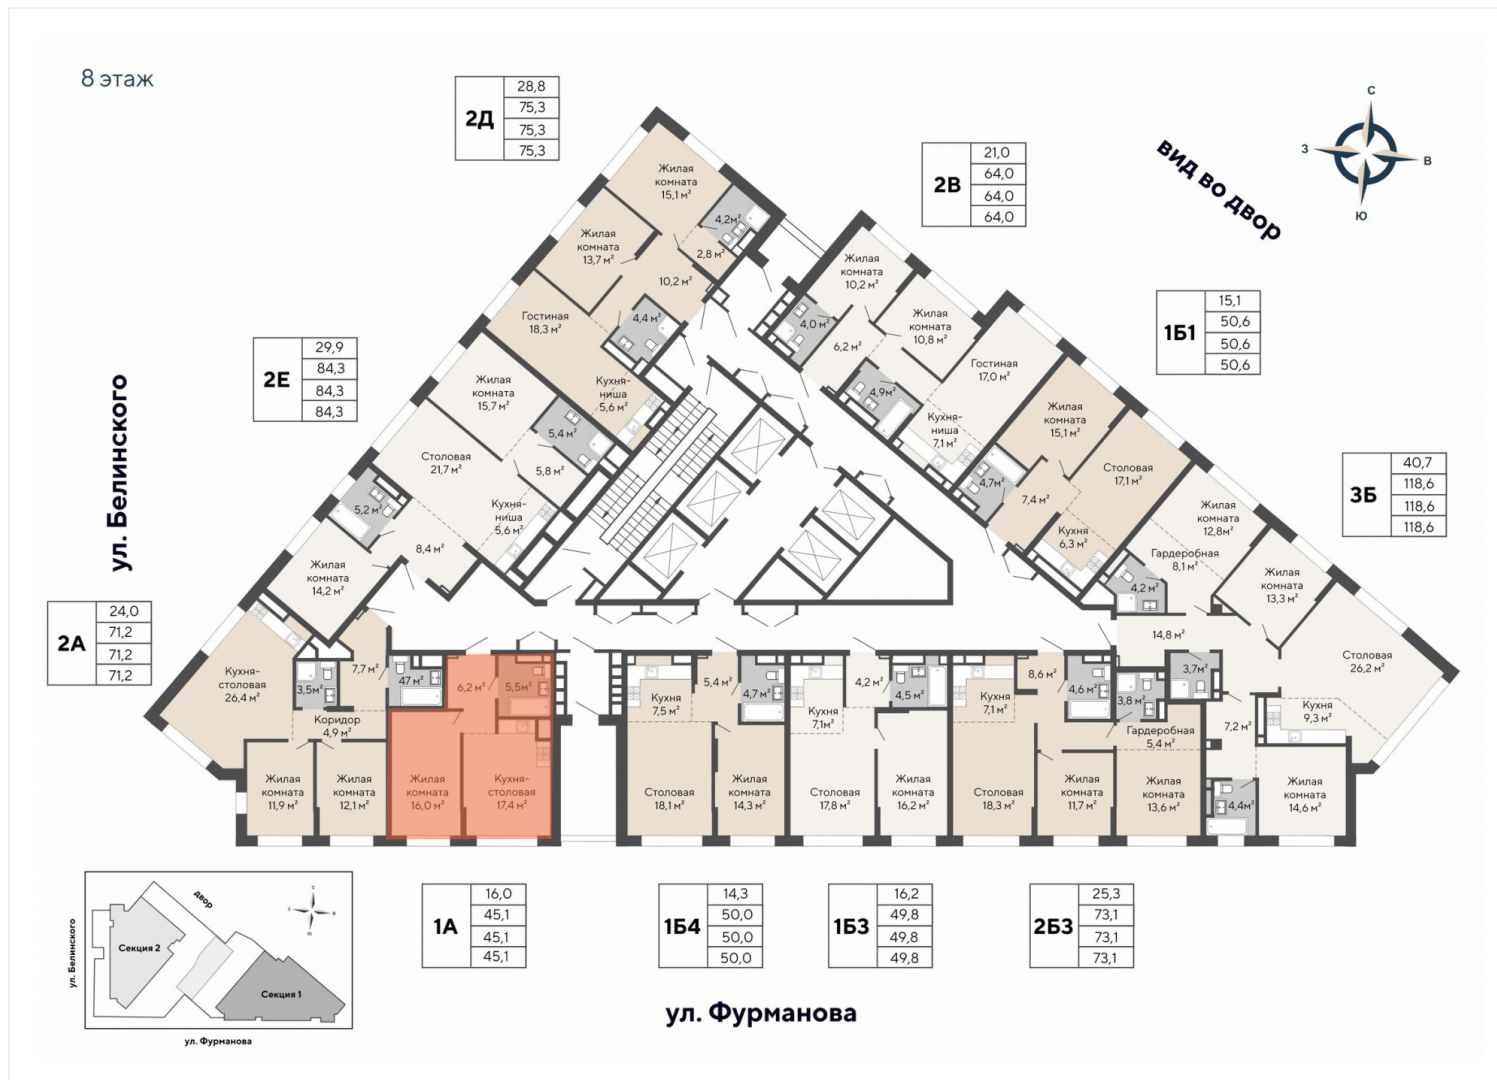 8 этаж
2Д
28,8
75,3
75,3
75,3
2В
21,0
64,0
64,0
64,0
вид во двор
С
З
В
Ю
1Б1
15,1
50,6
50,6
50,6
2Е
29,9
84,3
84,3
84,3
ул. Белинского
3Б
40,7
118,6
118,6
118,6
2А
24,0
71,2
71,2
71,2
Жилая
комната
15,1 м²
4,2м²
2,8 м²
Жилая
комната
13,7 м²
10,2 м²
Гостиная
18,3 м²
4,4 м²
Кухня-
ниша
5,6 м²
Жилая
комната
15,7 м²
5,4 м²
5,8 м²
Столовая
21,7 м²
Кухня-
ниша
5,6 м²
5,2 м²
8,4 м²
Жилая
комната
14,2 м²
Жилая
комната
10,2 м²
4,0 м²
6,2 м²
Жилая
комната
10,8 м²
Гостиная
17,0 м²
4,9м²
Кухня-
ниша
7,1 м²
Жилая
комната
15,1 м²
Столовая
17,1 м²
4,7м²
7,4 м²
Кухня
6,3 м²
Жилая
комната
12,8м²
Гардеробная
8,1 м²
4,2 м²
Жилая
комната
13,3 м²
14,8 м²
Столовая
26,2 м²
3,7м²
3,8 м²
7,2 м²
Кухня
9,3 м²
4,4м²
Жилая
комната
14,6 м²
Кухня-
столовая
26,4 м²
3,5м²
7,7 м²
47 м²
Коридор
4,9 м²
Жилая
комната
11,9 м²
Жилая
комната
12,1 м²
6,2 м²
5,5м²
Жилая
комната
16,0 м²
Кухня-
столовая
17,4 м²
Кухня
7,5 м²
5,4 м²
4,7 м²
Столовая
18,1 м²
Жилая
комната
14,3 м²
Кухня
7,1м²
4,2 м²
4,5 м²
Столовая
17,8 м²
Жилая
комната
16,2 м²
Кухня
7,1 м²
8,6 м²
4,6 м²
Столовая
18,3 м²
Жилая
комната
11,7 м²
Гардеробная
5,4 м²
Жилая
комната
13,6 м²
1А
16,0
45,1
45,1
45,1
1Б4
14,3
50,0
50,0
50,0
1Б3
16,2
49,8
49,8
49,8
2Б3
25,3
73,1
73,1
73,1
ул. Фурманова
ул. Белинского
двор
С
З
В
Ю
Секция 2
Секция 1
ул. Фурманова